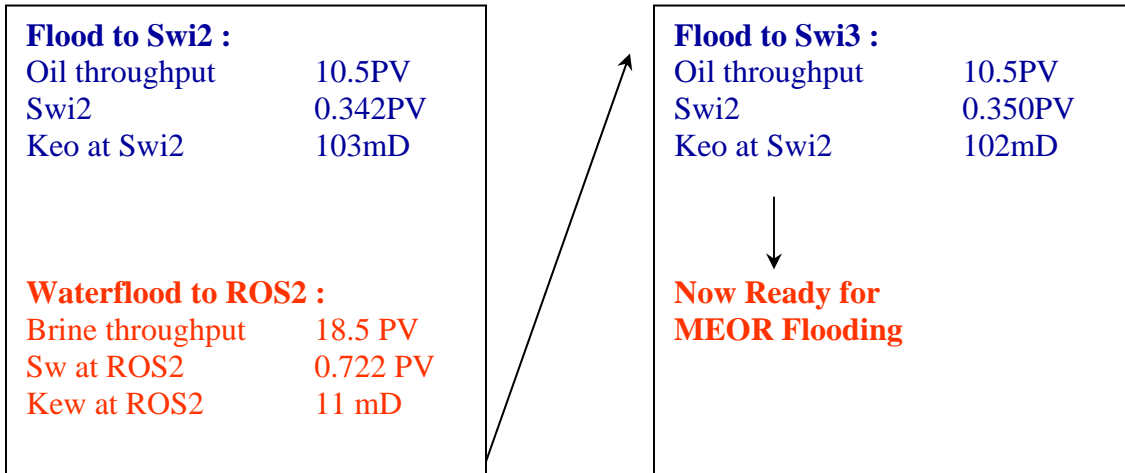 Flood to Swi2 :
Oil throughput 10.5PV
Swi2 0.342PV
Keo at Swi2 103mD
Waterflood to ROS2 :
Brine throughput 18.5 PV
Sw at ROS2 0.722 PV
Kew at ROS2 11 mD
Flood to Swi3 :
Oil throughput 10.5PV
Swi2 0.350PV
Keo at Swi2 102mD
Now Ready for
MEOR Flooding